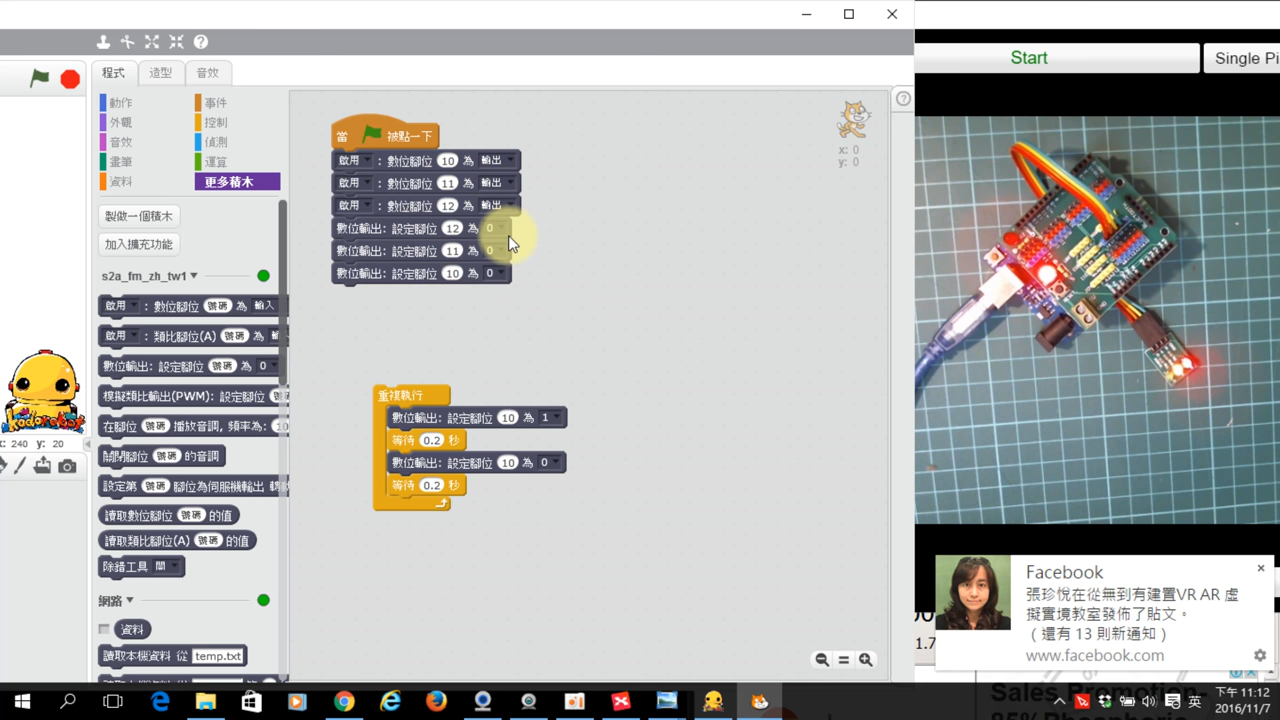 Start
Single Pi
程式
造型
音效
動作
事件
外觀
控制
音效
偵測
畫筆
運算
資料
更多積木
x: 0
y: 0
製做一個積木
加入擴充功能
s2a_fm_zh_tw1
啟用 : 數位腳位 號碼 為 輸入
啟用 : 類比腳位(A) 號碼 為
數位輸出: 設定腳位 號碼 為 0
模擬類比輸出(PWM): 設定腳位
在腳位 號碼 播放音調, 頻率為:
關閉腳位 號碼 的音調
設定第 號碼 腳位為伺服機輸出
讀取數位腳位 號碼 的值
讀取類比腳位(A) 號碼 的值
除錯工具 關
網路
資料
讀取本機資料 從 temp.txt
x: 240 y: 20
當 被點一下
啟用 : 數位腳位 10 為 輸出
啟用 : 數位腳位 11 為 輸出
啟用 : 數位腳位 12 為 輸出
數位輸出: 設定腳位 12 為 0
數位輸出: 設定腳位 11 為 0
數位輸出: 設定腳位 10 為 0
重複執行
數位輸出: 設定腳位 10 為 1
等待 0.2 秒
數位輸出: 設定腳位 10 為 0
等待 0.2 秒
Facebook
張珍悅在從無到有建置VR AR 虛
擬實境教室發佈了貼文。
（還有 13 則新通知）
www.facebook.com
1.7
Sales Promotion-
英
下午 11:12
2016/11/7